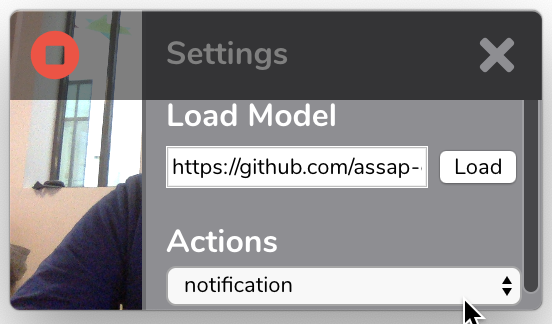 Settings
Load Model
https://github.com/assap-
Load
Actions
notification